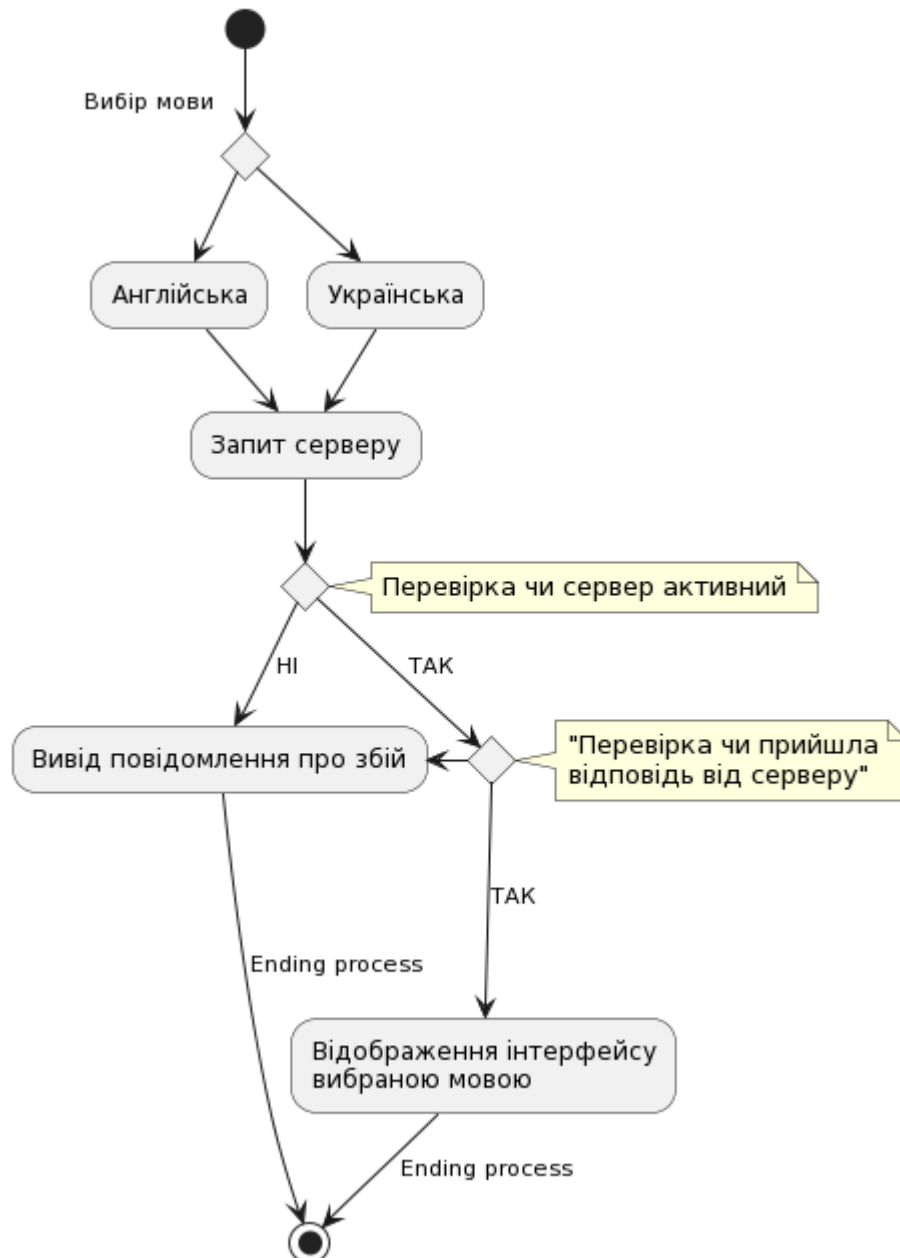 Вибір мови
Англійська
Українська
Запит серверу
Перевірка чи сервер активний
НІ
ТАК
Вивід повідомлення про збій
"Перевірка чи прийшла
відповідь від серверу"
ТАК
Ending process
Відображення інтерфейсу
вибраною мовою
Ending process